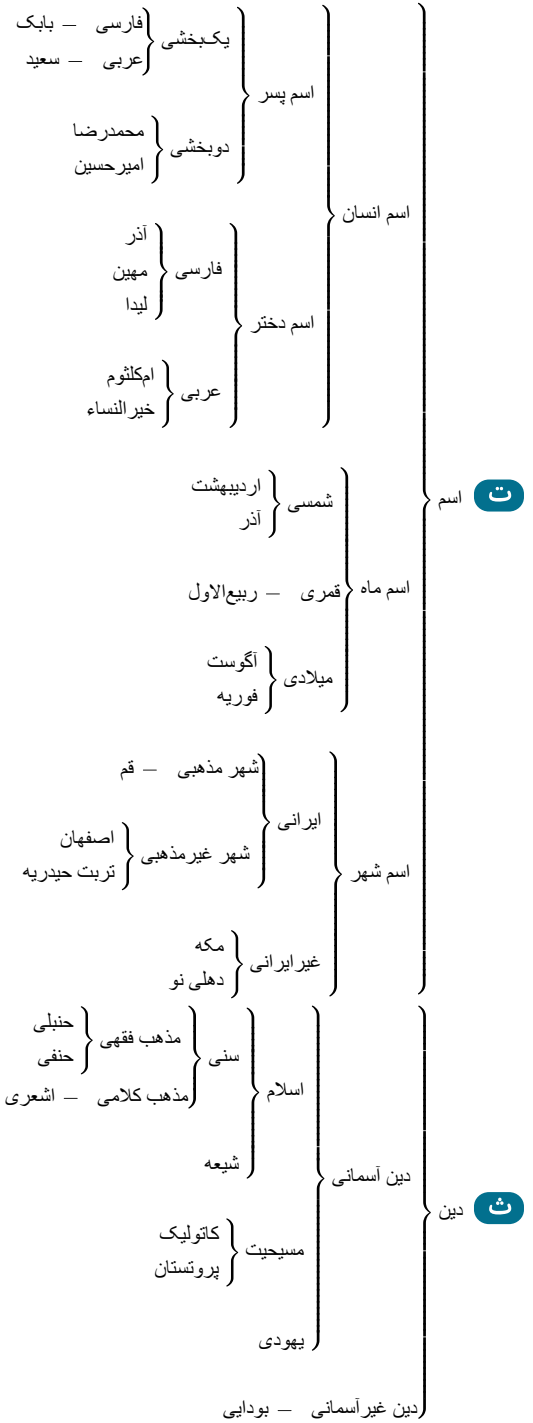 فارسی – بابک
یک‌بخشی
عربی – سعید
اسم پسر
محمدرضا
دوبخشی
امیرحسین
اسم انسان
آذر
فارسی
مهین
لیدا
اسم دختر
ام‌کلثوم
عربی
خیرالنساء
ت
اسم
اردیبهشت
شمسی
آذر
اسم ماه
قمری – ربیع‌الاول
آگوست
میلادی
فوریه
شهر مذهبی – قم
ایرانی
اصفهان
شهر غیرمذهبی
تربت حیدریه
اسم شهر
مکه
غیرایرانی
دهلی نو
حنبلی
مذهب فقهی
حنفی
سنی
مذهب کلامی – اشعری
اسلام
شیعه
دین آسمانی
ث
دین
کاتولیک
مسیحیت
پروتستان
یهودی
دین غیرآسمانی – بودایی